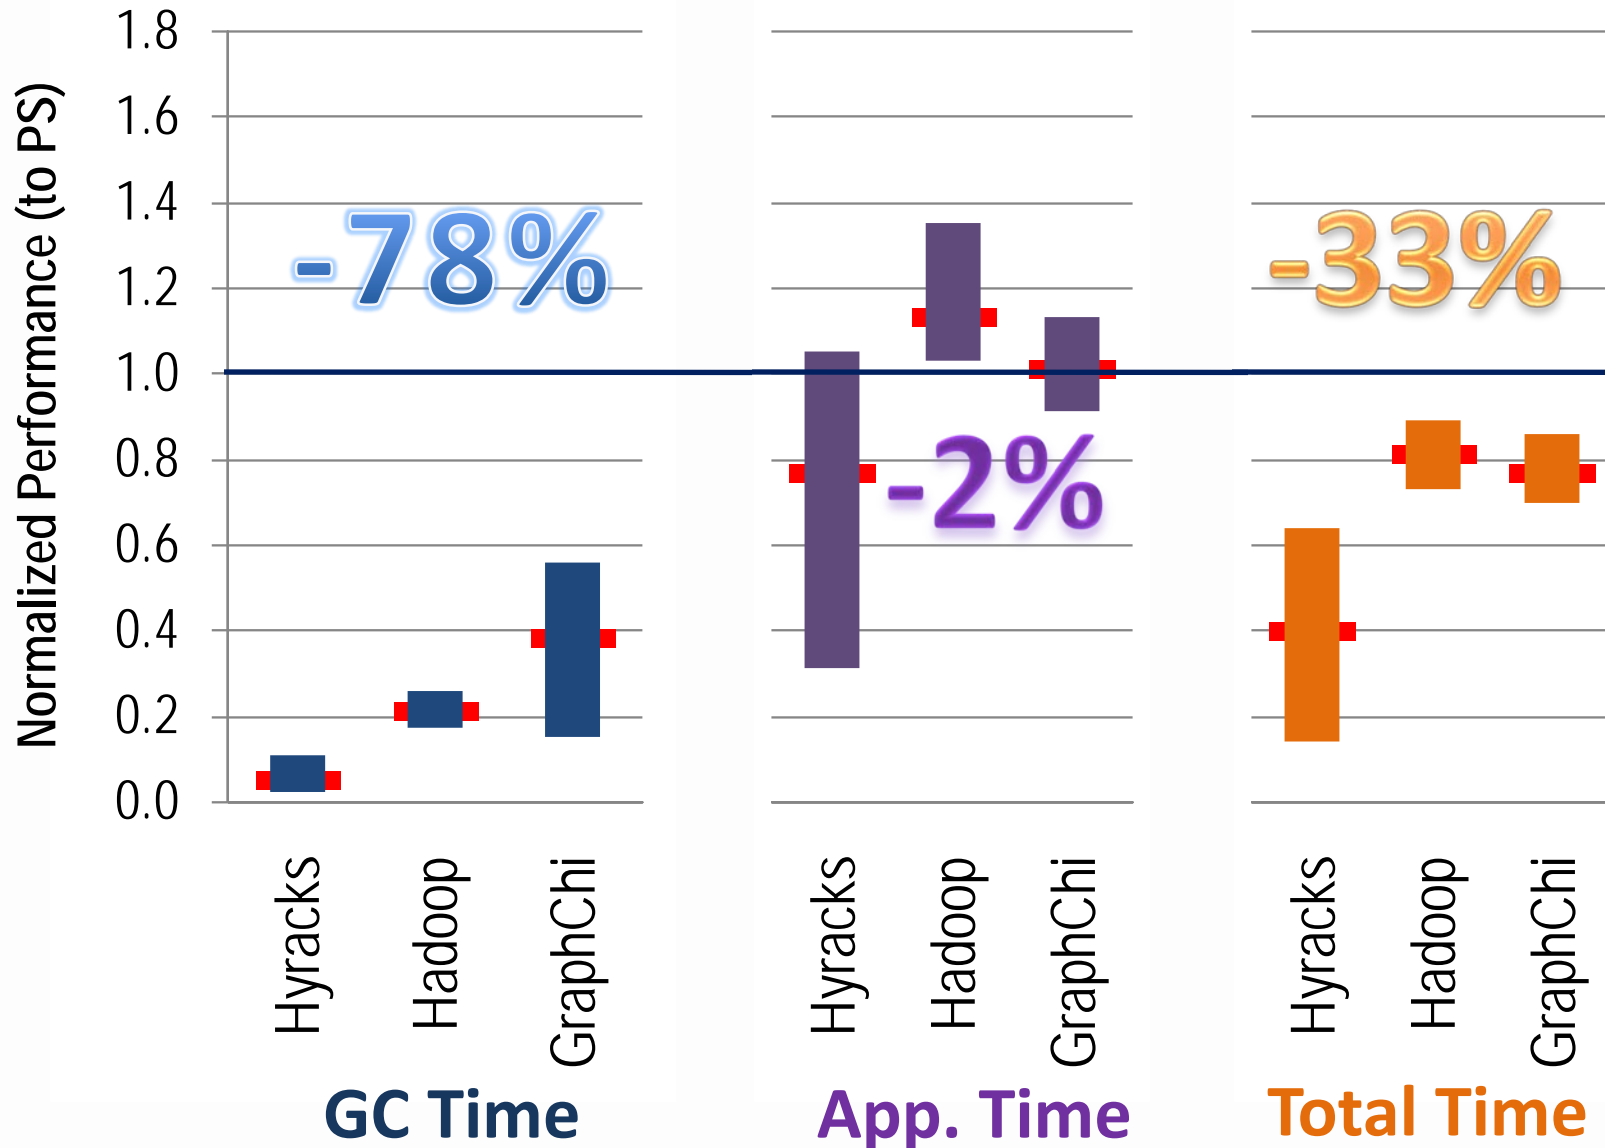 Normalized Performance (to PS)
1.8
1.6
1.4
1.2
1.0
0.8
0.6
0.4
0.2
0.0
-78%
-2%
-33%
Hyracks
Hadoop
GraphChi
Hyracks
Hadoop
GraphChi
Hyracks
Hadoop
GraphChi
GC Time
App. Time
Total Time